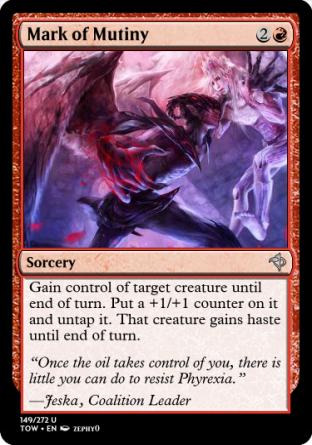 Mark of Mutiny 2
Sorcery
Gain control of target creature until
end of turn. Put a +1/+1 counter on it
and untap it. That creature gains haste
until end of turn.
“Once the oil takes control of you, there is
little you can do to resist Phyrexia.”
—Jeska, Coalition Leader
149/272 U
TOW • EN ZEPHY0